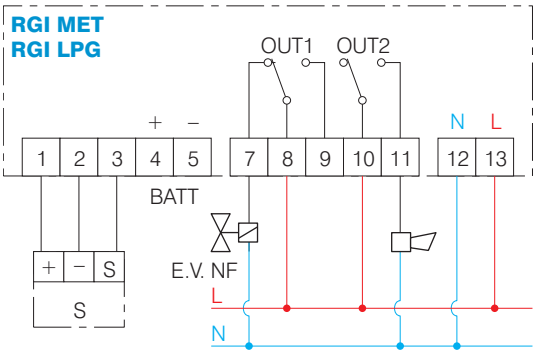 RGI MET
RGI LPG
OUT1 OUT2
+ − N L
1 2 3 4 5 7 8 9 10 11 12 13
BATT
+ − S
E.V. NF
S
L
N